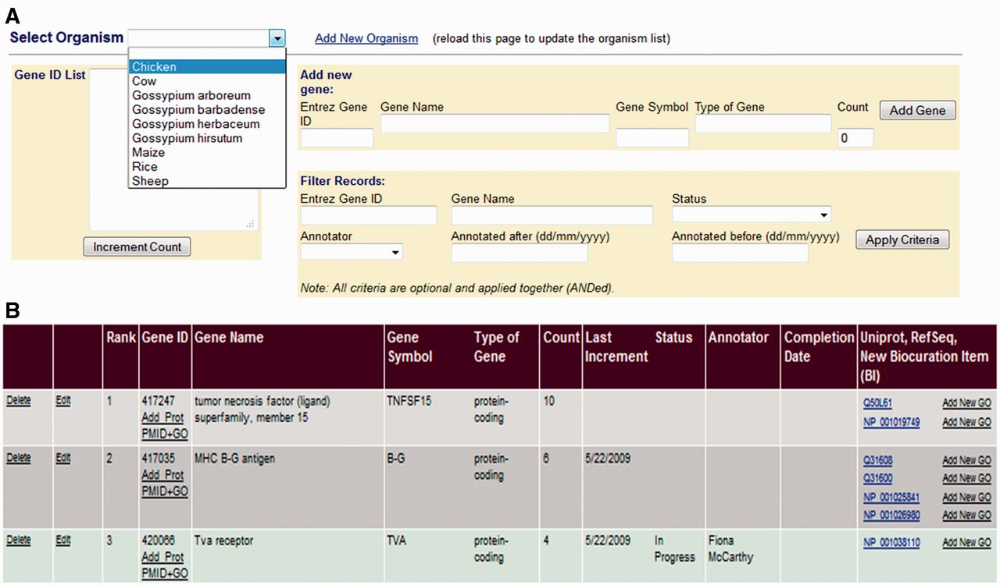 A
Select Organism
Add New Organism (reload this page to update the organism list)
Chicken
Cow
Gossypium arboreum
Gossypium barbadense
Gossypium herbaceum
Gossypium hirsutum
Maize
Rice
Sheep
Gene ID List
Increment Count
Add new
gene:
Entrez Gene
ID
Gene Name
Gene Symbol
Type of Gene
Count
0
Add Gene
Filter Records:
Entrez Gene ID
Gene Name
Status
Annotator
Annotated after (dd/mm/yyyy)
Annotated before (dd/mm/yyyy)
Apply Criteria
Note: All criteria are optional and applied together (ANDed).
B
Rank Gene ID Gene Name Gene Type of Count Last Status Annotator Completion Uniprot, RefSeq,
Symbol Gene Increment Date New Biocuration Item
(BI)
Delete Edit 1 417247 tumor necrosis factor (ligand) TNFSF15 protein- 10 Q50L61 Add New GO
Add Prot superfamily, member 15 coding NP_001019749 Add New GO
PMID+GO
Delete Edit 2 417035 MHC B-G antigen B-G protein- 6 5/22/2009 Q31608 Add New GO
Add Prot coding Q31600 Add New GO
PMID+GO NP_001025841 Add New GO
NP_001026980 Add New GO
Delete Edit 3 420066 Tva receptor TVA protein- 4 5/22/2009 In Fiona NP_001038110 Add New GO
Add Prot coding Progress McCarthy
PMID+GO